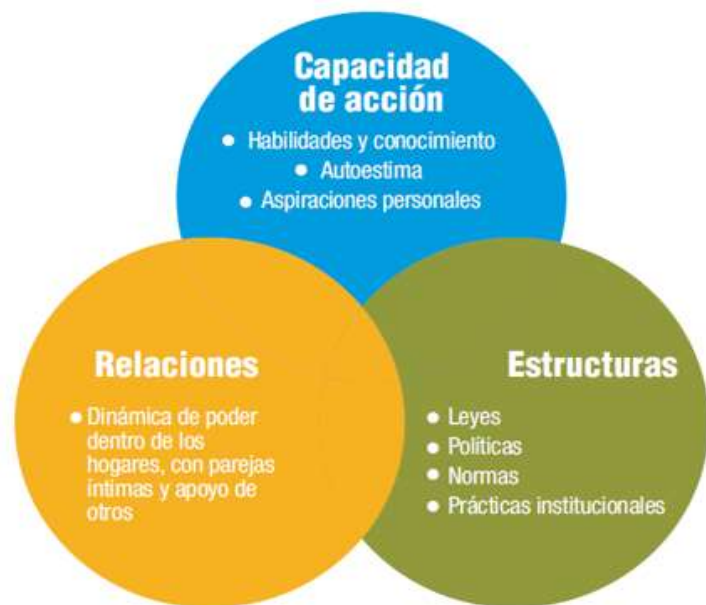 Capacidad
de acción
• Habilidades y conocimiento
• Autoestima
• Aspiraciones personales
Relaciones
• Dinámica de poder
dentro de los
hogares, con parejas
íntimas y apoyo de
otros
Estructuras
• Leyes
• Políticas
• Normas
• Prácticas institucionales